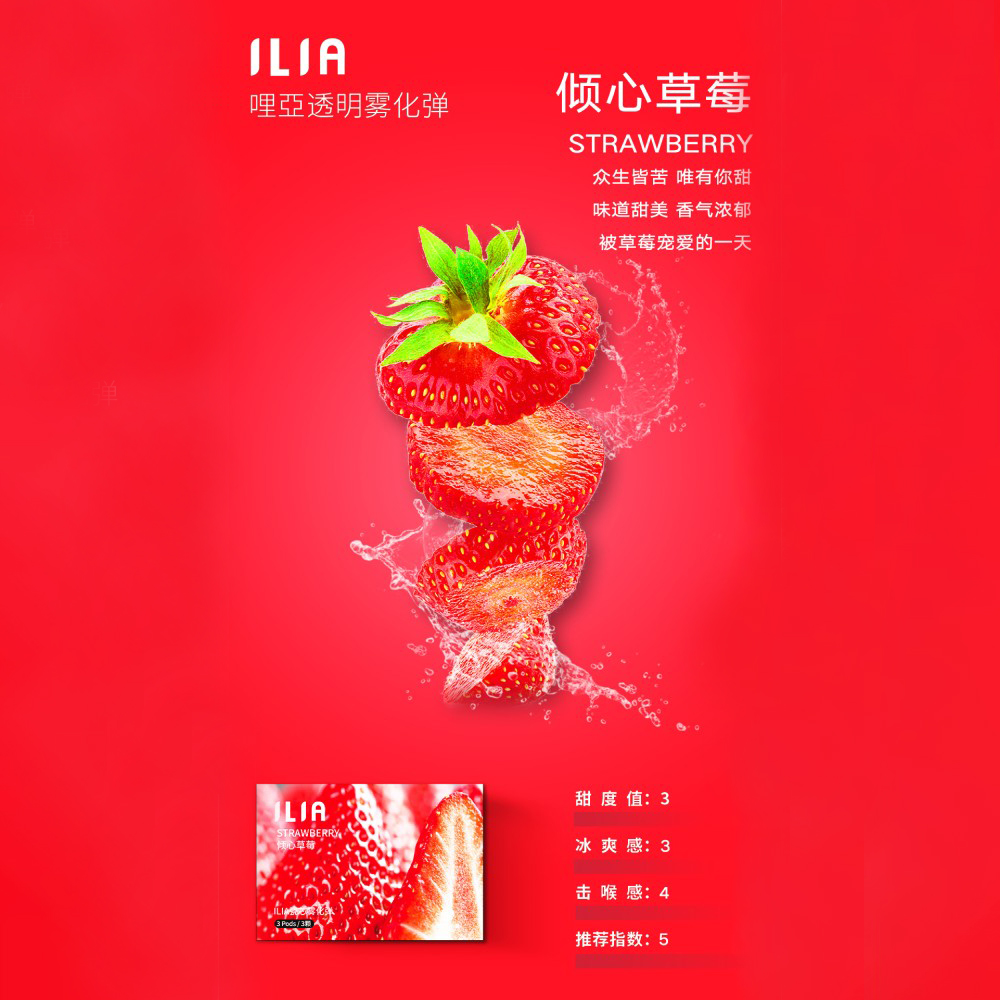 ILIA
哩亞透明雾化弹
倾心草莓
STRAWBERRY
众生皆苦 唯有你甜
味道甜美 香气浓郁
被草莓宠爱的一天
ILIA
STRAWBERRY
倾心草莓
3 Pods / 3颗
甜度值：3
冰爽感：3
击喉感：4
推荐指数：5